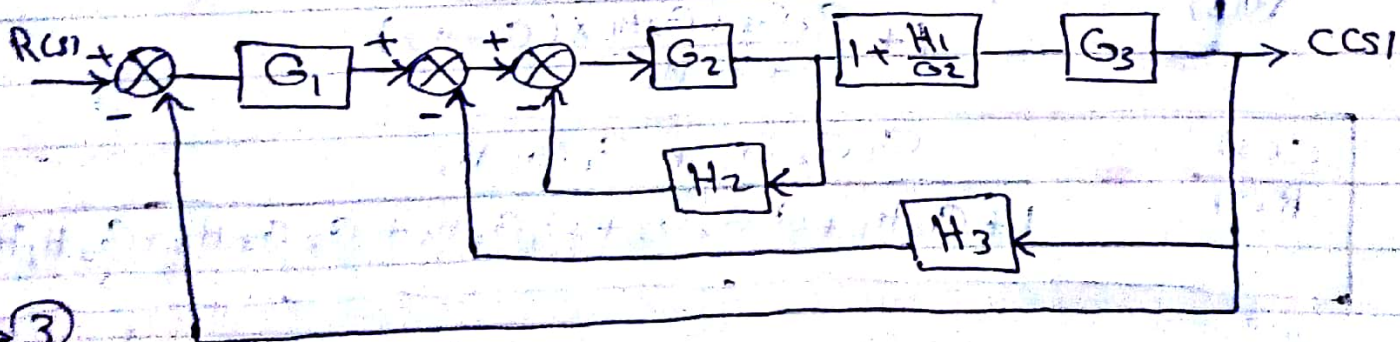 R(s) + G1 + + G2 1 + H1/G2 G3 C(s)
- - -
H2
H3
3